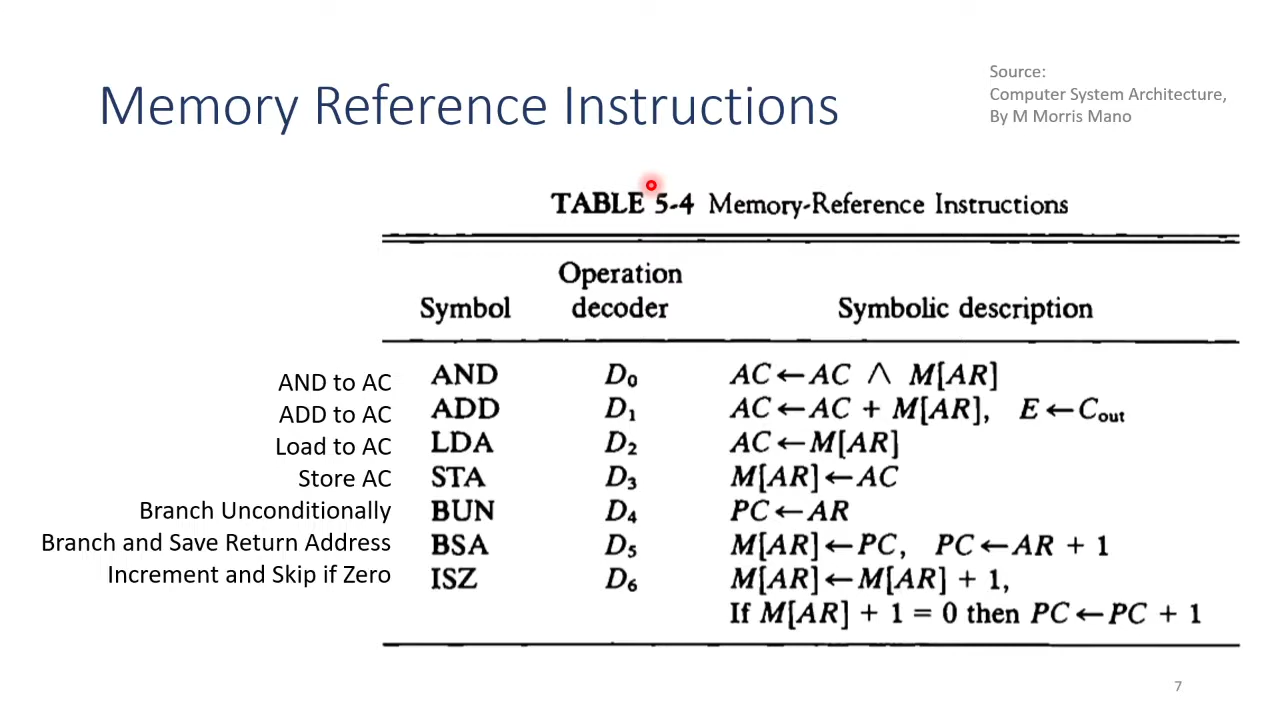 Memory Reference Instructions
Source:
Computer System Architecture,
By M Morris Mano
TABLE 5-4 Memory-Reference Instructions
Symbol Operation decoder Symbolic description
AND to AC AND D₀ AC ← AC ∧ M[AR]
ADD to AC ADD D₁ AC ← AC + M[AR], E ← Cₒᵤₜ
Load to AC LDA D₂ AC ← M[AR]
Store AC STA D₃ M[AR] ← AC
Branch Unconditionally BUN D₄ PC ← AR
Branch and Save Return Address BSA D₅ M[AR] ← PC, PC ← AR + 1
Increment and Skip if Zero ISZ D₆ M[AR] ← M[AR] + 1,
If M[AR] + 1 = 0 then PC ← PC + 1
7